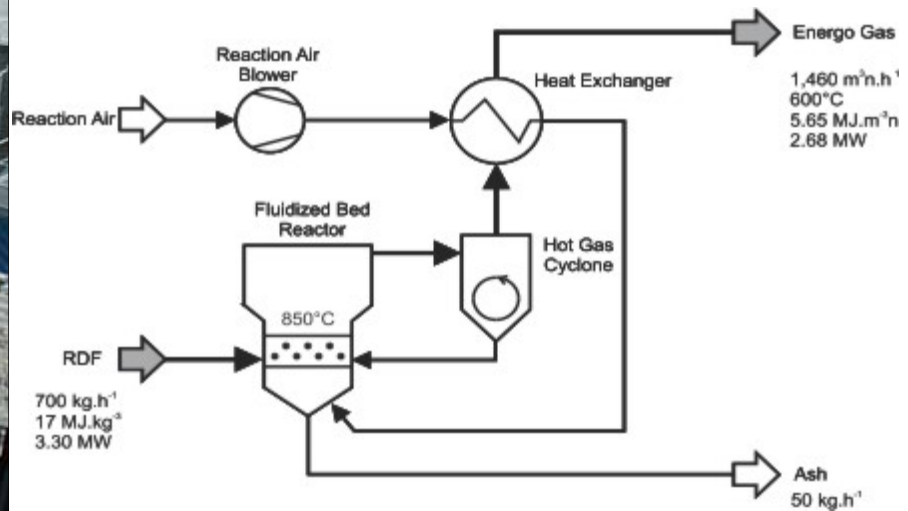 Energo Gas
1,460 m³n.h⁻¹
600°C
5.65 MJ.m⁻³n
2.68 MW
Reaction Air
Blower
Heat Exchanger
Reaction Air
Fluidized Bed
Reactor
Hot Gas
Cyclone
850°C
RDF
700 kg.h⁻¹
17 MJ.kg⁻³
3.30 MW
Ash
50 kg.h⁻¹